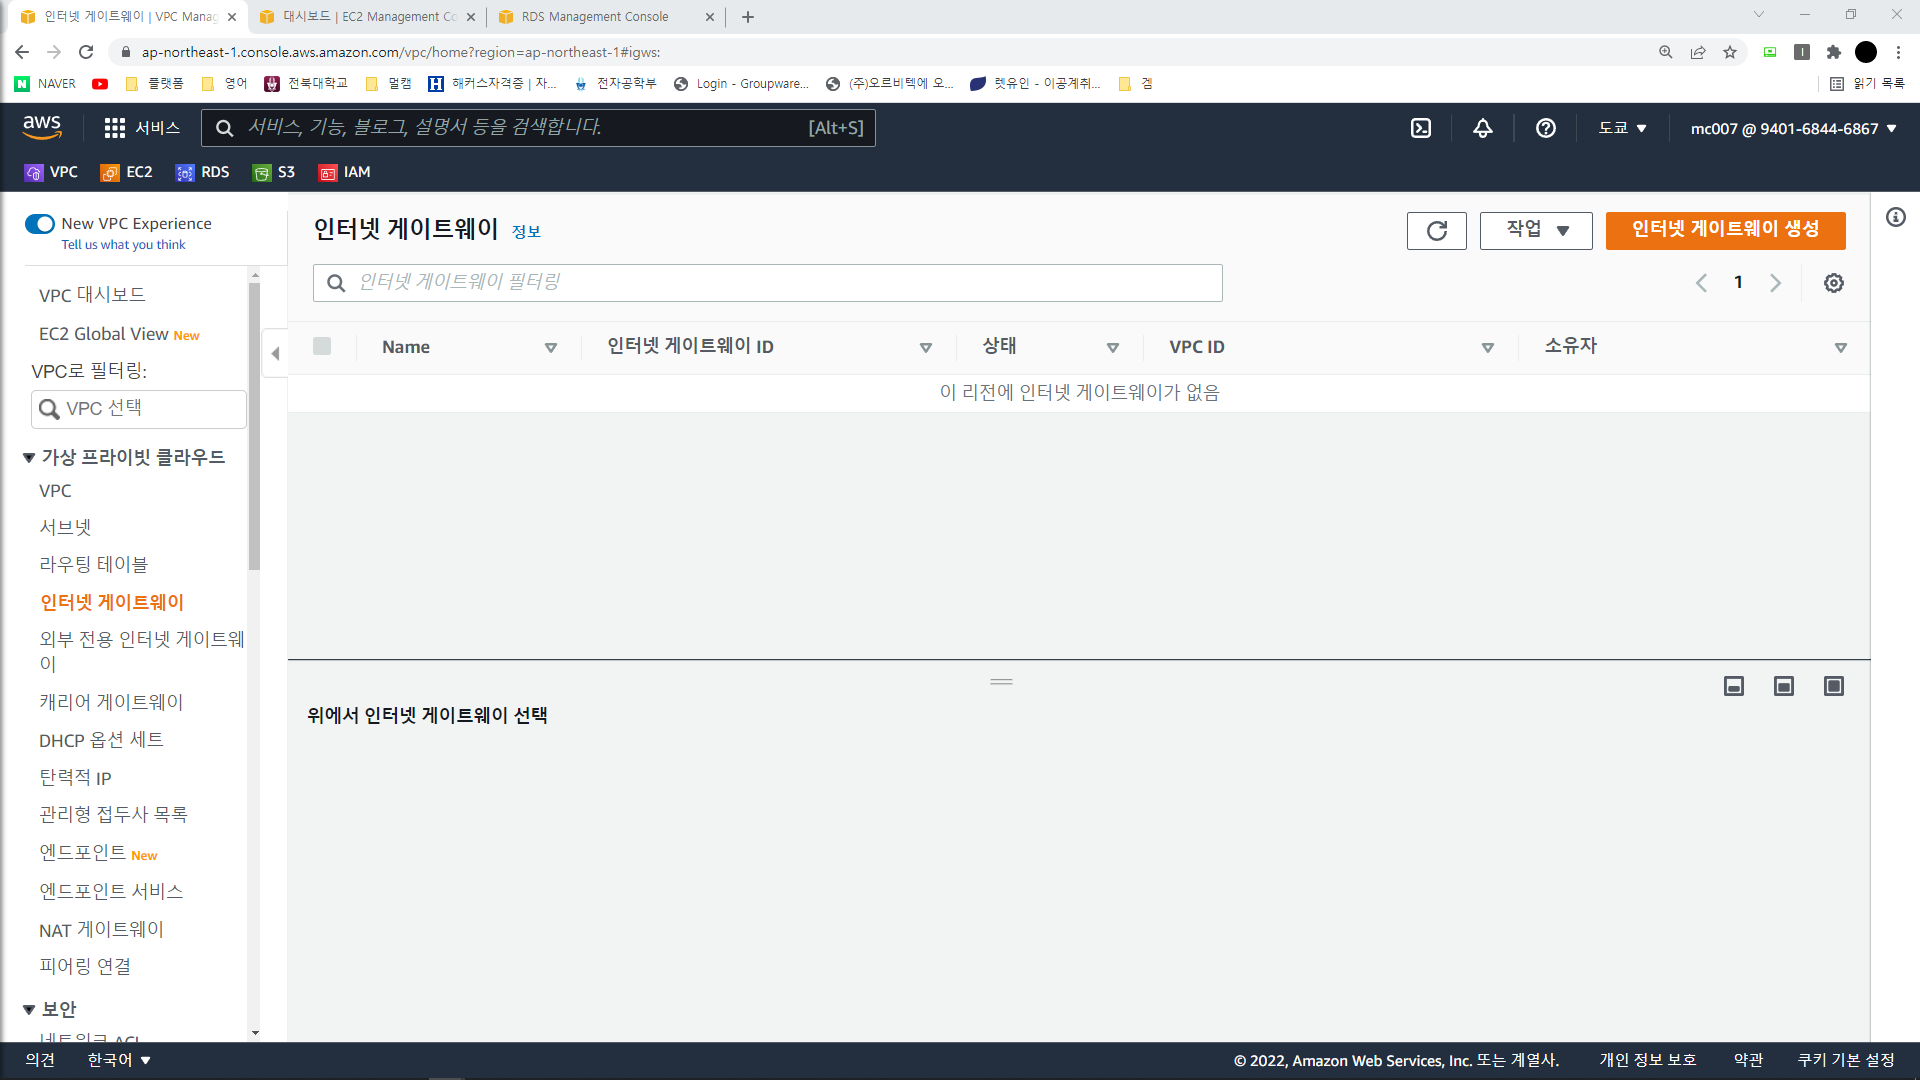 인터넷 게이트웨이 | VPC Manag
대시보드 | EC2 Management Co
RDS Management Console
ap-northeast-1.console.aws.amazon.com/vpc/home?region=ap-northeast-1#igws:
NAVER
플랫폼
영어
전북대학교
멀캠
해커스자격증 | 자...
전자공학부
Login - Groupware...
(주)오르비텍에 오...
렛유인 - 이공계취...
겜
읽기 목록
aws
서비스
서비스, 기능, 블로그, 설명서 등을 검색합니다.
[Alt+S]
도쿄
mc007 @ 9401-6844-6867
VPC
EC2
RDS
S3
IAM
New VPC Experience
Tell us what you think
VPC 대시보드
EC2 Global View New
VPC로 필터링:
VPC 선택
가상 프라이빗 클라우드
VPC
서브넷
라우팅 테이블
인터넷 게이트웨이
외부 전용 인터넷 게이트웨
이
캐리어 게이트웨이
DHCP 옵션 세트
탄력적 IP
관리형 접두사 목록
엔드포인트 New
엔드포인트 서비스
NAT 게이트웨이
피어링 연결
보안
네트워크 ACL
인터넷 게이트웨이 정보
작업
인터넷 게이트웨이 생성
인터넷 게이트웨이 필터링
1
Name
인터넷 게이트웨이 ID
상태
VPC ID
소유자
이 리전에 인터넷 게이트웨이가 없음
위에서 인터넷 게이트웨이 선택
의견
한국어
© 2022, Amazon Web Services, Inc. 또는 계열사.
개인 정보 보호
약관
쿠키 기본 설정